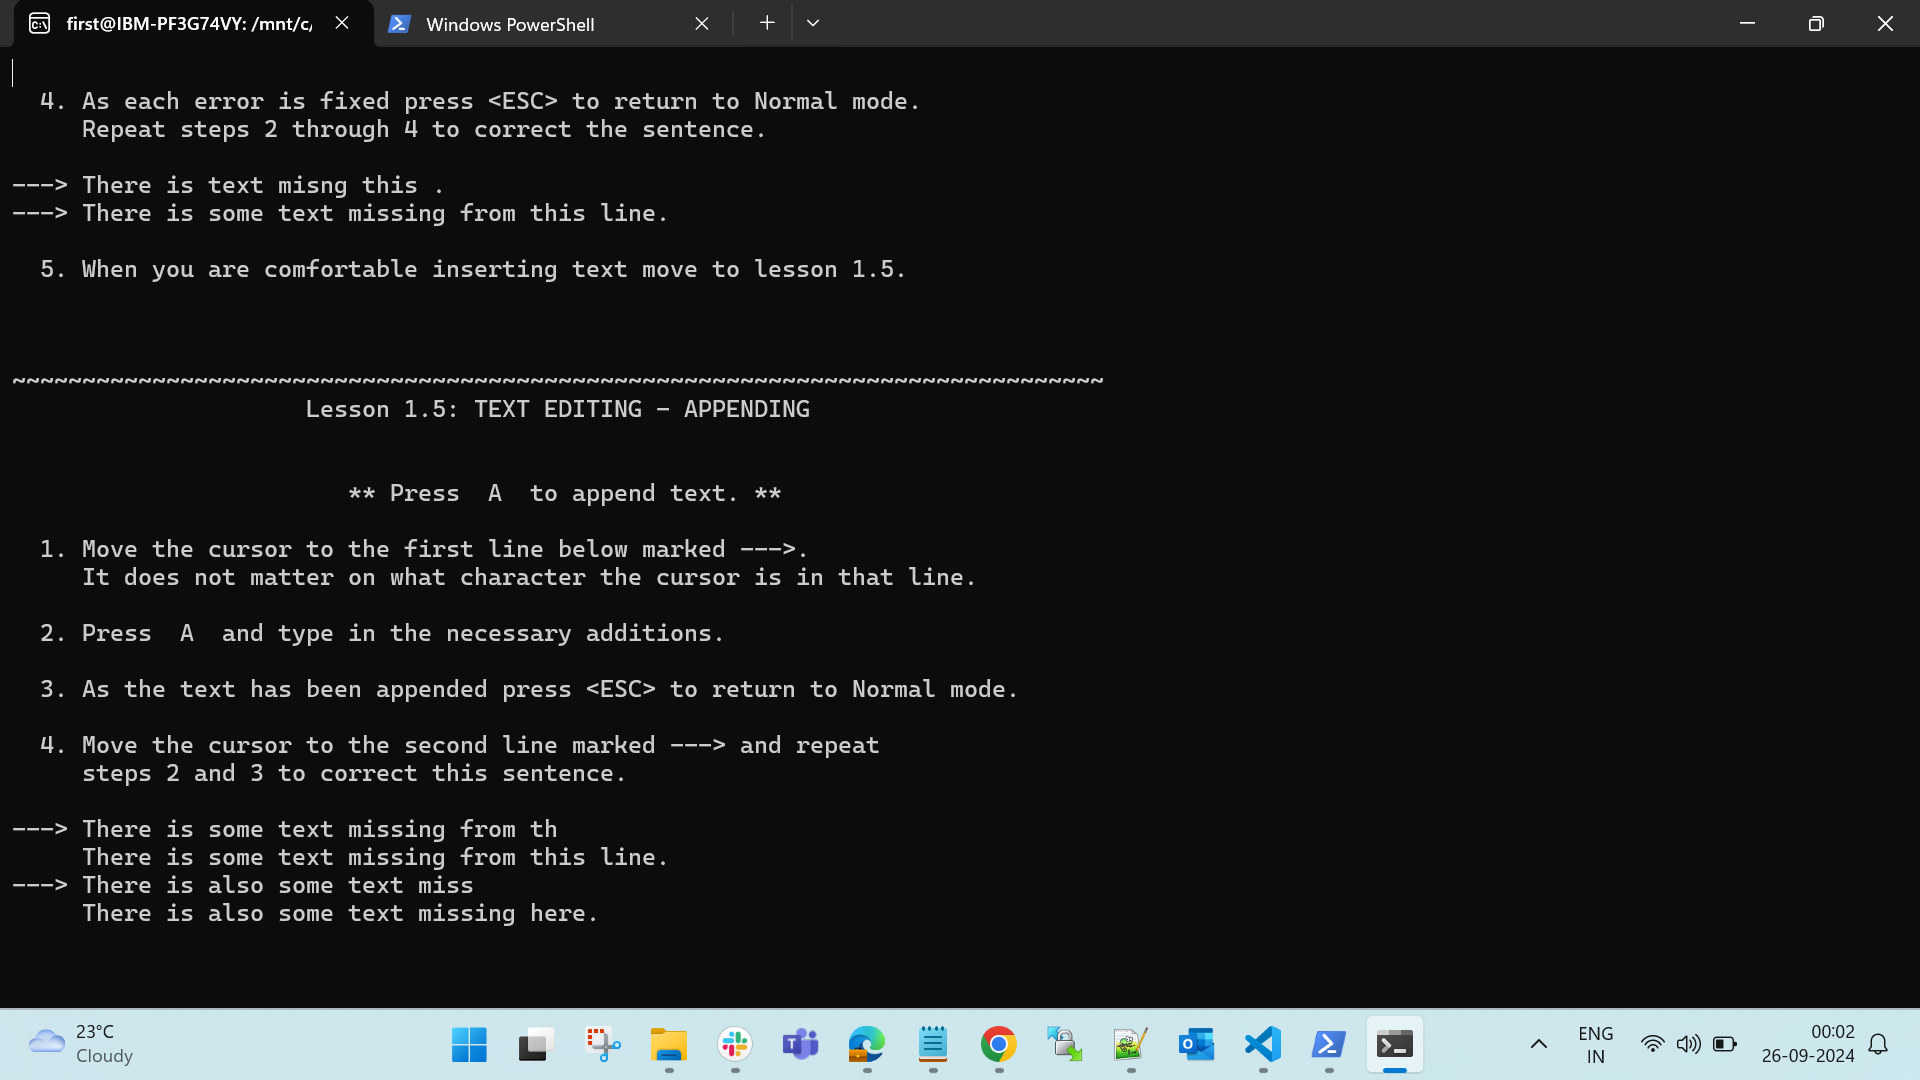 first@IBM-PF3G74VY: /mnt/c/
Windows PowerShell
4. As each error is fixed press <ESC> to return to Normal mode.
Repeat steps 2 through 4 to correct the sentence.
---> There is text misng this .
---> There is some text missing from this line.
5. When you are comfortable inserting text move to lesson 1.5.
~~~~~~~~~~~~~~~~~~~~~~~~~~~~~~~~~~~~~~~~~~~~~~~~~~~~~~~~~~~~~~~~~~~~~~~~~~~~~~
Lesson 1.5: TEXT EDITING - APPENDING
** Press  A  to append text. **
1. Move the cursor to the first line below marked --->.
It does not matter on what character the cursor is in that line.
2. Press  A  and type in the necessary additions.
3. As the text has been appended press <ESC> to return to Normal mode.
4. Move the cursor to the second line marked ---> and repeat
steps 2 and 3 to correct this sentence.
---> There is some text missing from th
There is some text missing from this line.
---> There is also some text miss
There is also some text missing here.
23°C
Cloudy
ENG
IN
00:02
26-09-2024